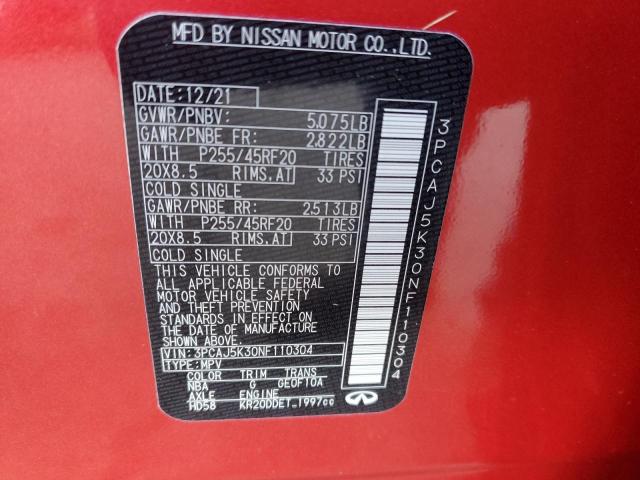 MFD BY NISSAN MOTOR CO.,LTD.
DATE: 12/21
GVWR/PNBV: 5.075LB
GAWR/PNBE FR: 2.822LB
WITH P255/45RF20 TIRES
20X8.5 RIMS.AT 33 PSI
COLD SINGLE
GAWR/PNBE RR: 2.513LB
WITH P255/45RF20 TIRES
20X8.5 RIMS.AT 33 PSI
COLD SINGLE
THIS VEHICLE CONFORMS TO
ALL APPLICABLE FEDERAL
MOTOR VEHICLE SAFETY
AND THEFT PREVENTION
STANDARDS IN EFFECT ON
THE DATE OF MANUFACTURE
SHOWN ABOVE.
VIN: 3PCAJ5K30NF110304
TYPE: MPV
COLOR TRIM TRANS
NBA G GE0F10A
AXLE ENGINE
HD58 KR20DDET 1997cc
3PCAJ5K30NF110304